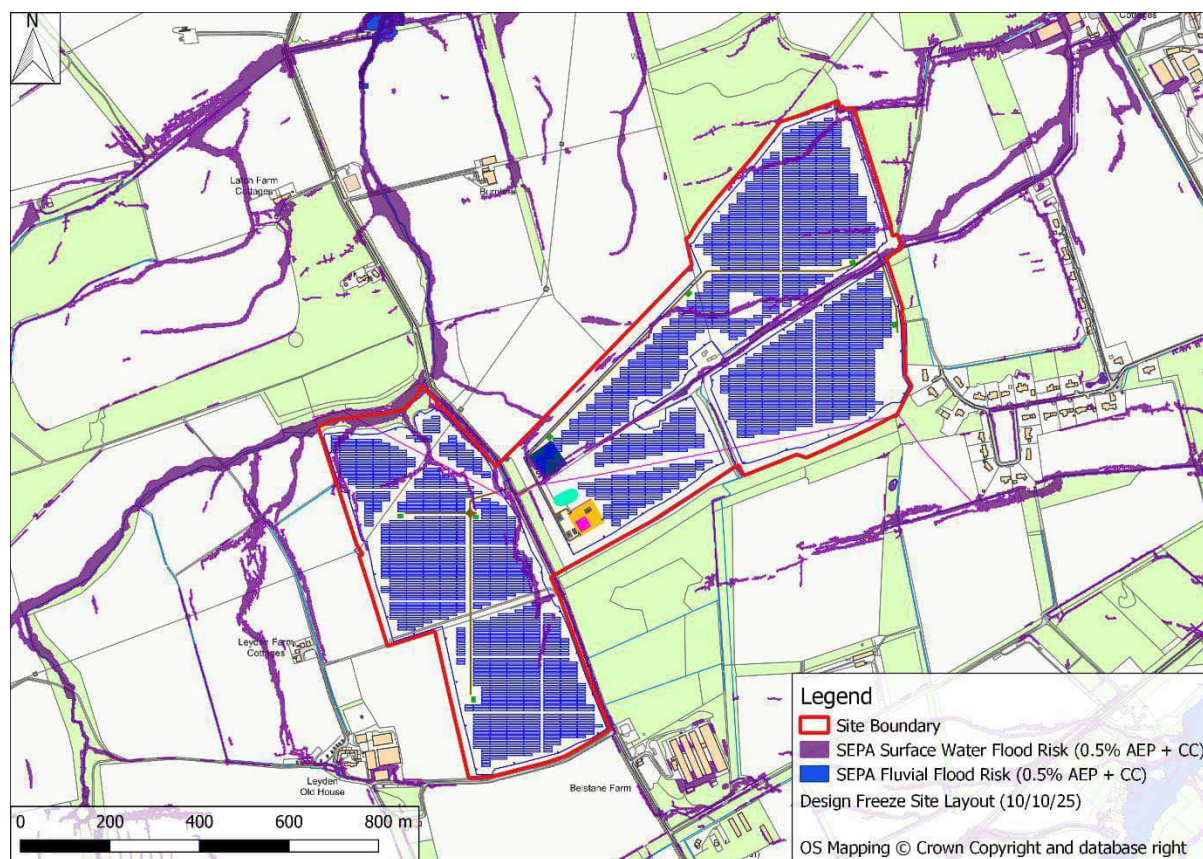 N
Cottages
Larch Farm
Cottages
Leyden Farm
Cottages
Leyden
Old House
Belstane Farm
0 200 400 600 800 m
Legend
Site Boundary
SEPA Surface Water Flood Risk (0.5% AEP + CC)
SEPA Fluvial Flood Risk (0.5% AEP + CC)
Design Freeze Site Layout (10/10/25)
OS Mapping © Crown Copyright and database right